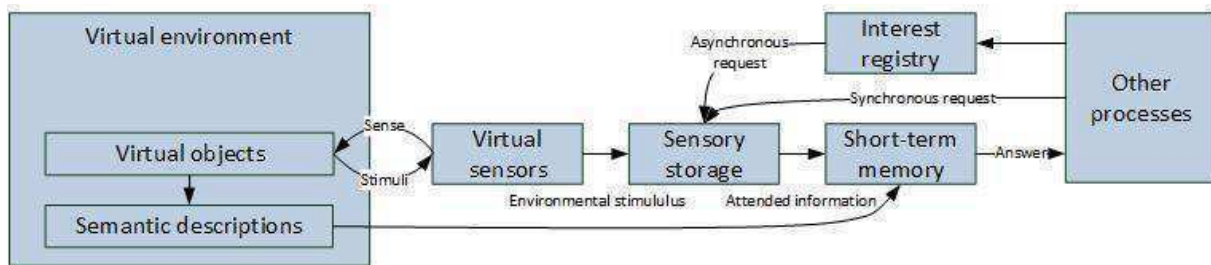 Virtual environment
Interest
registry
Asynchronous
request
Other
processes
Synchronous request
Sense
Virtual objects
Stimuli
Virtual
sensors
Sensory
storage
Short-term
memory
Answer
Environmental stimululus
Attended information
Semantic descriptions